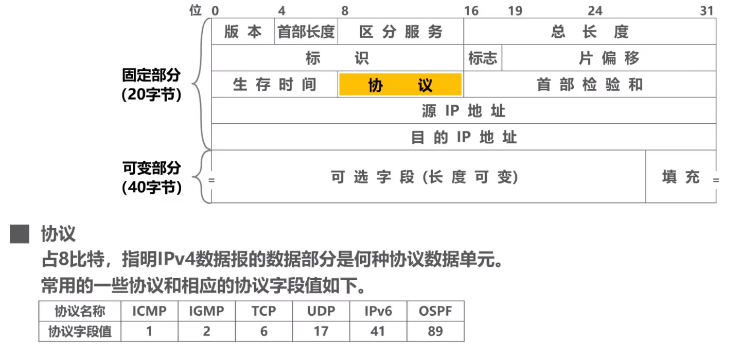 位 0 4 8 16 19 24 31
版本 首部长度 区分服务 总长度
标识 标志 片偏移
固定部分
(20字节)
生存时间 协议 首部检验和
源 IP 地址
目的 IP 地址
可变部分
(40字节)
可选字段 (长度可变) 填充
协议
占8比特，指明IPv4数据报的数据部分是何种协议数据单元。
常用的一些协议和相应的协议字段值如下。
协议名称 ICMP IGMP TCP UDP IPv6 OSPF
协议字段值 1 2 6 17 41 89